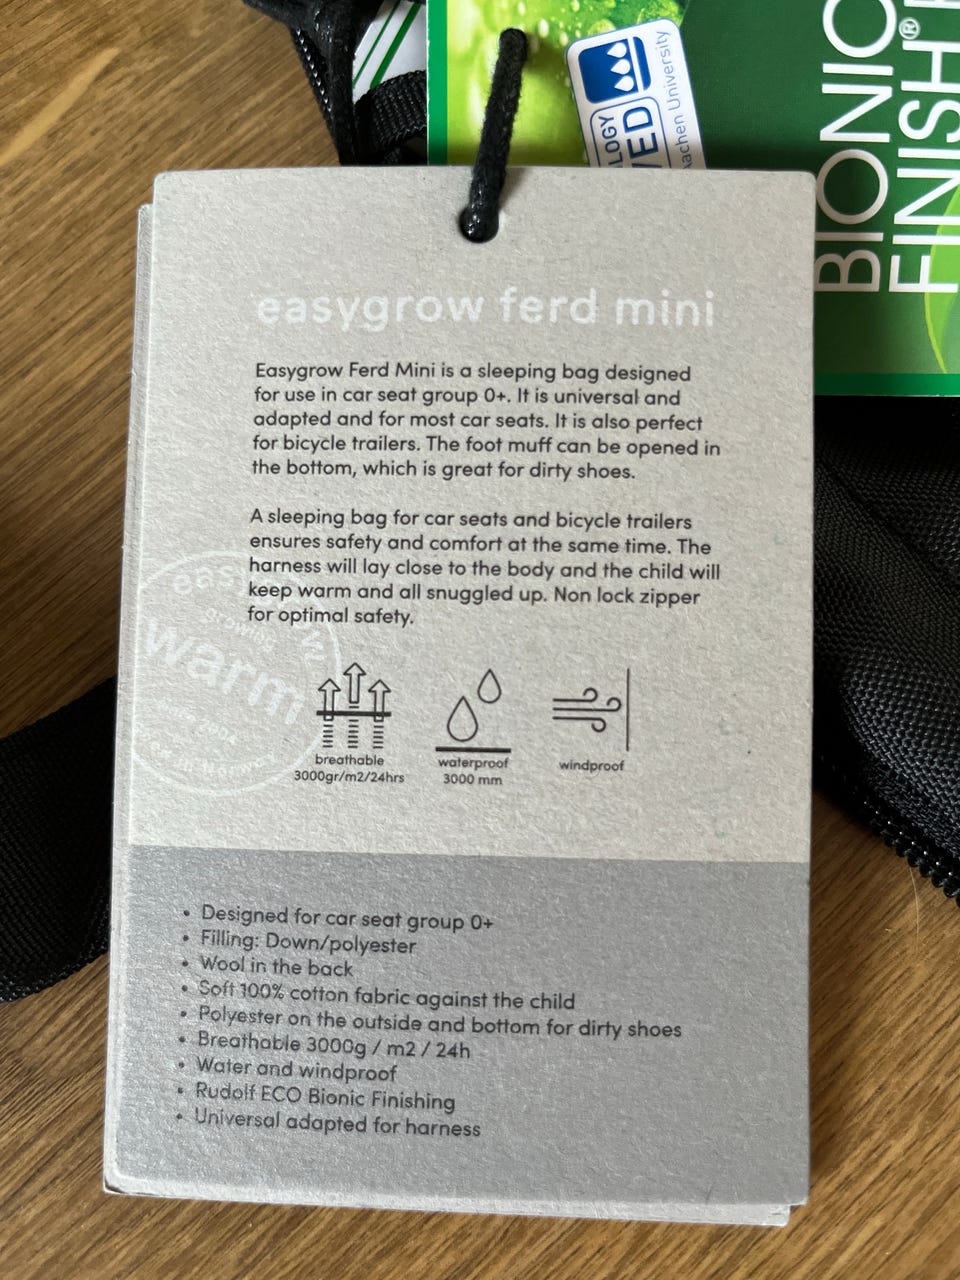 LOGY
VED
Aachen University
BIONIC
FINISH®
easygrow ferd mini
Easygrow Ferd Mini is a sleeping bag designed
for use in car seat group 0+. It is universal and
adapted and for most car seats. It is also perfect
for bicycle trailers. The foot muff can be opened in
the bottom, which is great for dirty shoes.
A sleeping bag for car seats and bicycle trailers
ensures safety and comfort at the same time. The
harness will lay close to the body and the child will
keep warm and all snuggled up. Non lock zipper
for optimal safety.
easy
growing
warm
breathable
3000gr/m2/24hrs
waterproof
3000 mm
windproof
• Designed for car seat group 0+
• Filling: Down/polyester
• Wool in the back
• Soft 100% cotton fabric against the child
• Polyester on the outside and bottom for dirty shoes
• Breathable 3000g / m2 / 24h
• Water and windproof
• Rudolf ECO Bionic Finishing
• Universal adapted for harness